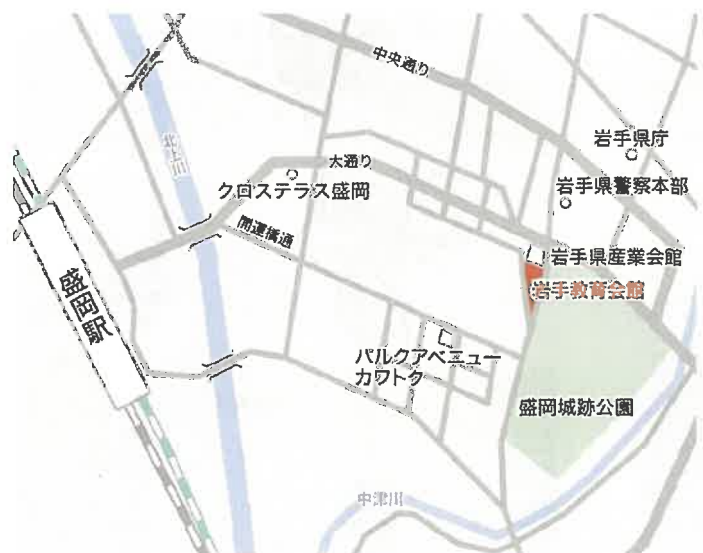 中央通り
岩手県庁
北上川
大通り
クロステラス盛岡
岩手県警察本部
開運橋通
岩手県産業会館
盛岡駅
岩手教育会館
パルクアベニュー
カワトク
盛岡城跡公園
中津川